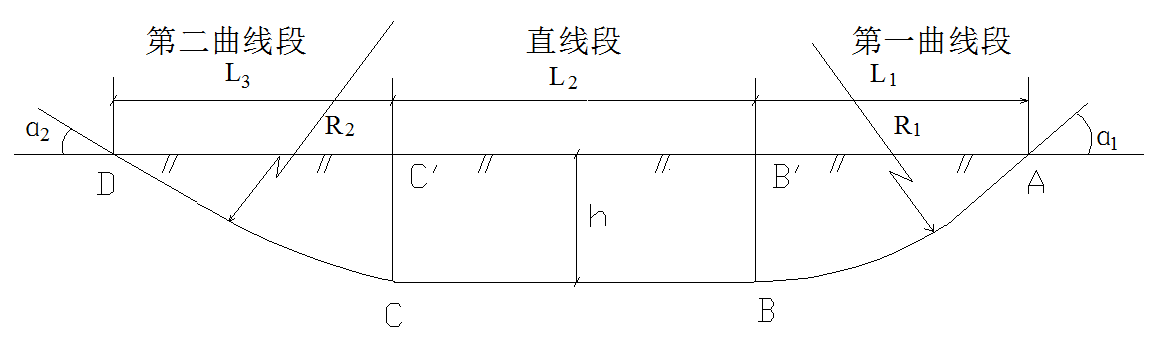 第二曲线段 直线段 第一曲线段
L3 L2 L1
α2 R2 R1 α1
D C′ B′ A
h
C B